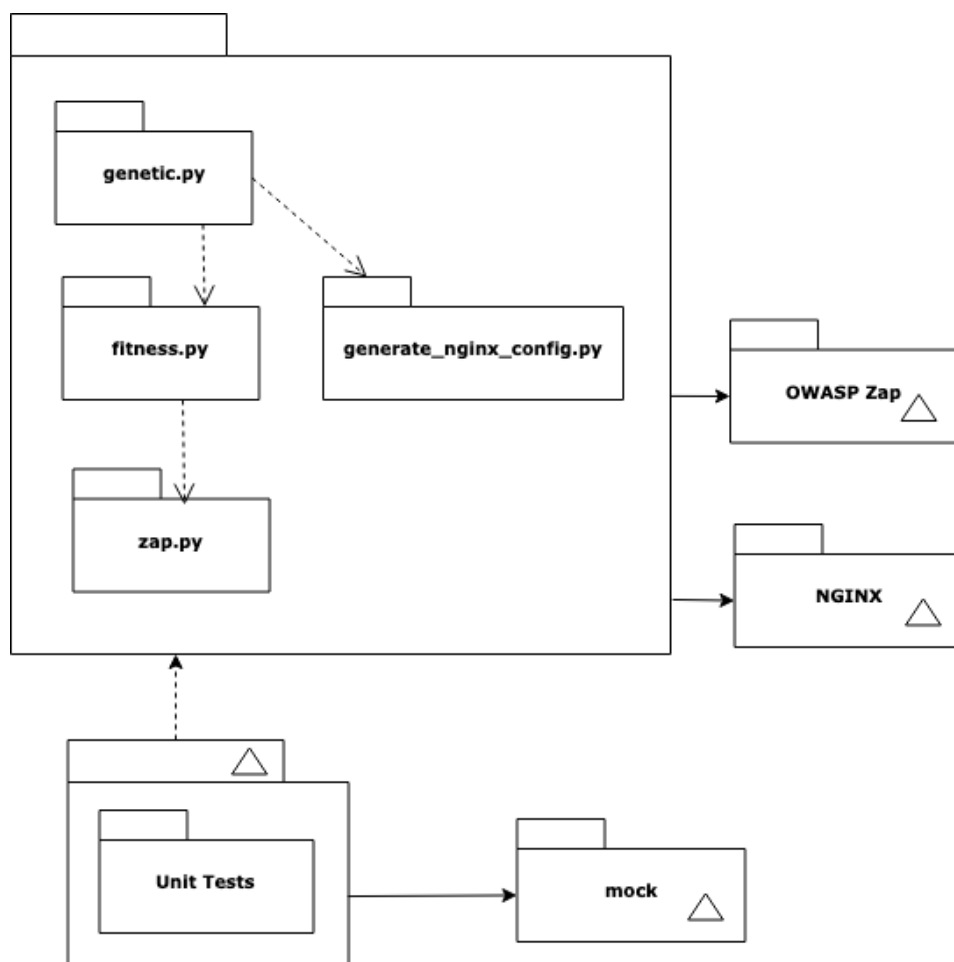 genetic.py
fitness.py
generate_nginx_config.py
OWASP Zap
zap.py
NGINX
Unit Tests
mock